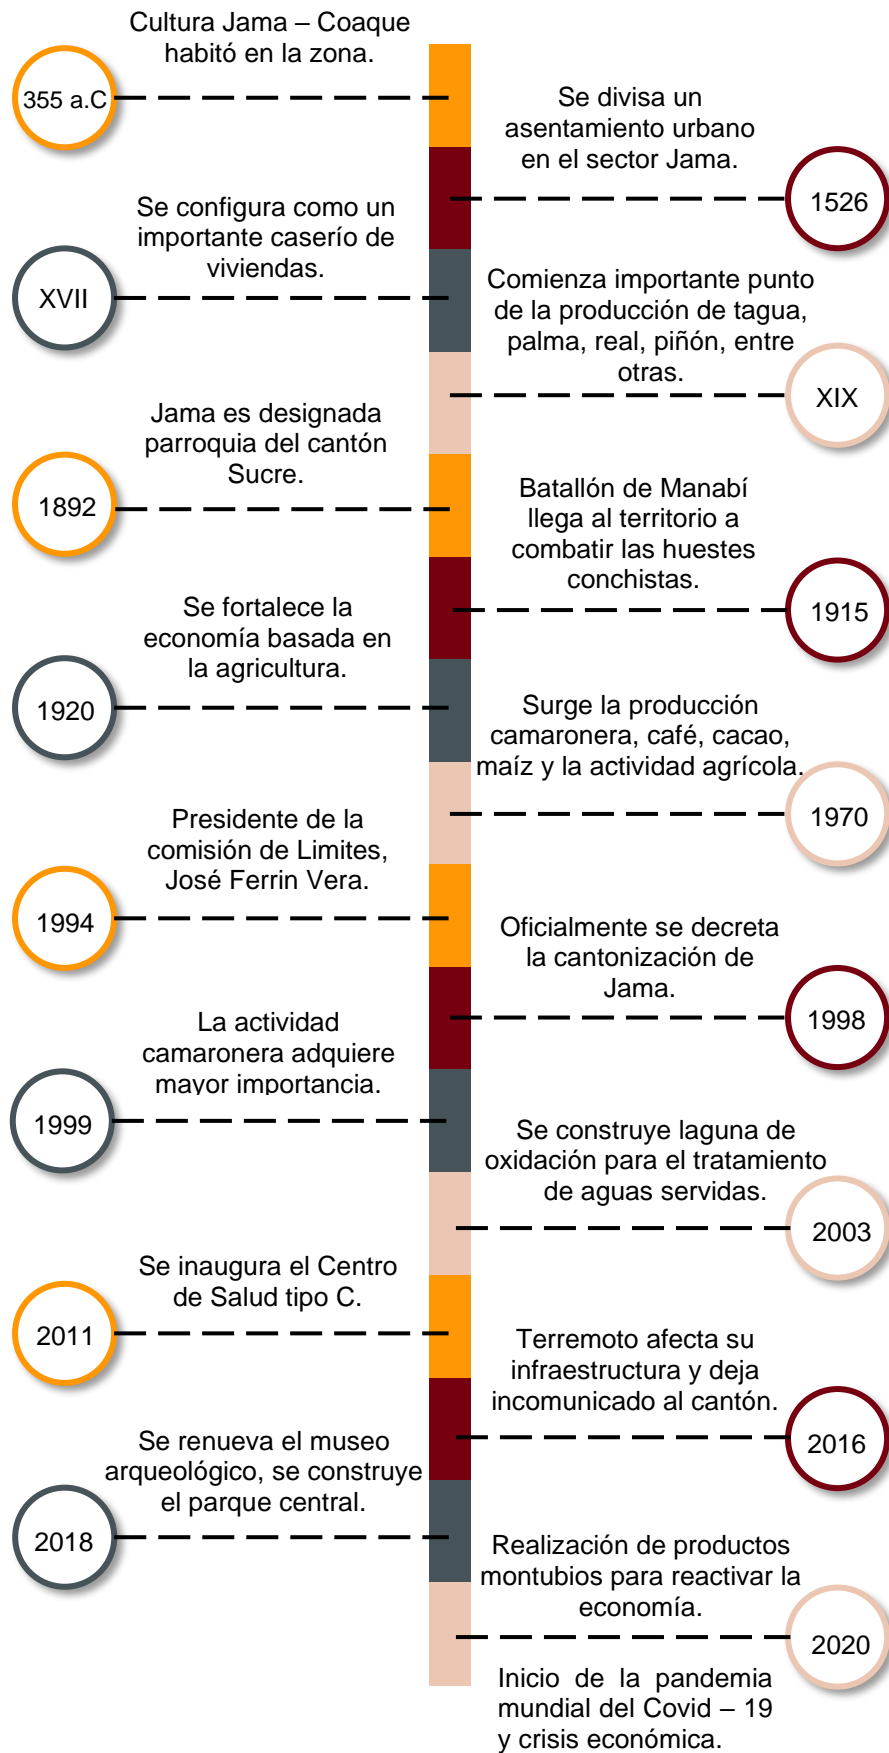 Cultura Jama – Coaque
habitó en la zona.
355 a.C
Se divisa un
asentamiento urbano
en el sector Jama.
1526
Se configura como un
importante caserío de
viviendas.
XVII
Comienza importante punto
de la producción de tagua,
palma, real, piñón, entre
otras.
XIX
Jama es designada
parroquia del cantón
Sucre.
1892
Batallón de Manabí
llega al territorio a
combatir las huestes
conchistas.
1915
Se fortalece la
economía basada en
la agricultura.
1920
Surge la producción
camaronera, café, cacao,
maíz y la actividad agrícola.
1970
Presidente de la
comisión de Limites,
José Ferrin Vera.
1994
Oficialmente se decreta
la cantonización de
Jama.
1998
La actividad
camaronera adquiere
mayor importancia.
1999
Se construye laguna de
oxidación para el tratamiento
de aguas servidas.
2003
Se inaugura el Centro
de Salud tipo C.
2011
Terremoto afecta su
infraestructura y deja
incomunicado al cantón.
2016
Se renueva el museo
arqueológico, se construye
el parque central.
2018
Realización de productos
montubios para reactivar la
economía.
2020
Inicio de la pandemia
mundial del Covid – 19
y crisis económica.